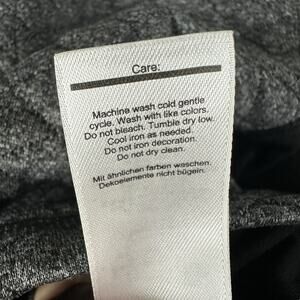 Care:
Machine wash cold gentle
cycle. Wash with like colors.
Do not bleach. Tumble dry low.
Cool iron as needed.
Do not iron decoration.
Do not dry clean.
Mit ähnlichen farben waschen.
Dekoelemente nicht bügeln.